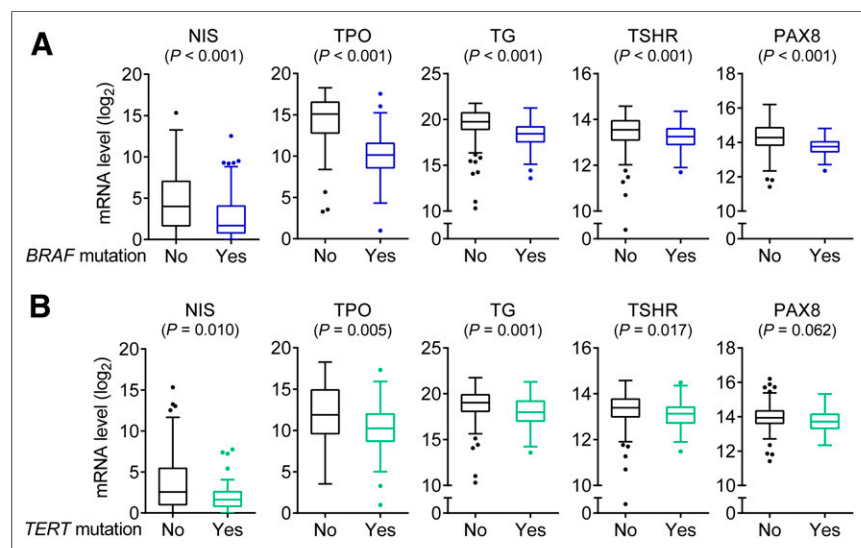 A
NIS
(P < 0.001)
TPO
(P < 0.001)
TG
(P < 0.001)
TSHR
(P < 0.001)
PAX8
(P < 0.001)
mRNA level (log₂)
20
15
10
5
0
20
15
10
5
0
25
20
15
10
0
16
14
12
10
0
18
16
14
12
10
0
BRAF mutation
No Yes
No Yes
No Yes
No Yes
No Yes
B
NIS
(P = 0.010)
TPO
(P = 0.005)
TG
(P = 0.001)
TSHR
(P = 0.017)
PAX8
(P = 0.062)
mRNA level (log₂)
20
15
10
5
0
20
15
10
5
0
25
20
15
10
0
16
14
12
10
0
18
16
14
12
10
0
TERT mutation
No Yes
No Yes
No Yes
No Yes
No Yes